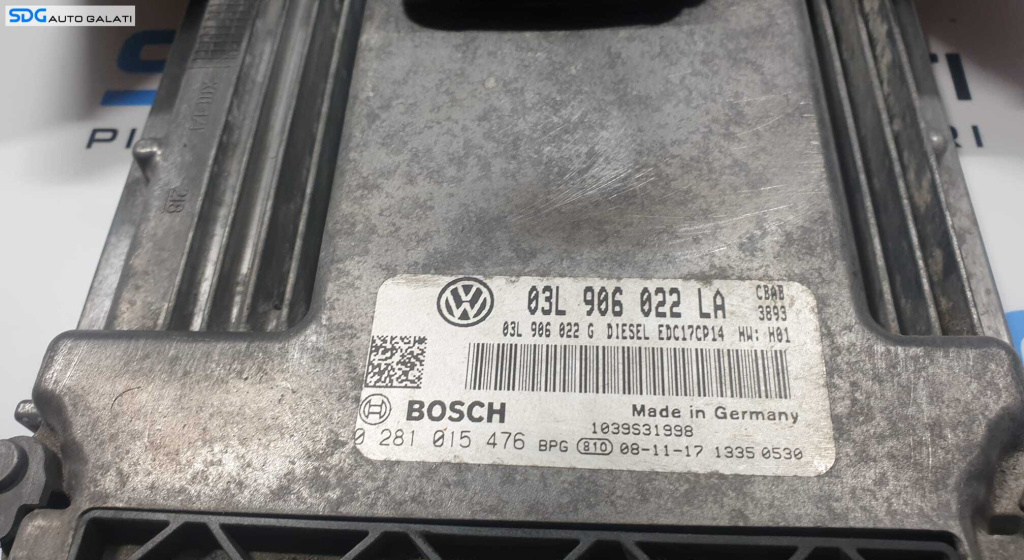 SDG AUTO GALATI
03L 906 022 LA
CBAB
3893
03L 906 022 G DIESEL EDC17CP14 HW: H01
BOSCH
Made in Germany
1039S31998
0 281 015 476 BPG 810 08-11-17 1335 0530